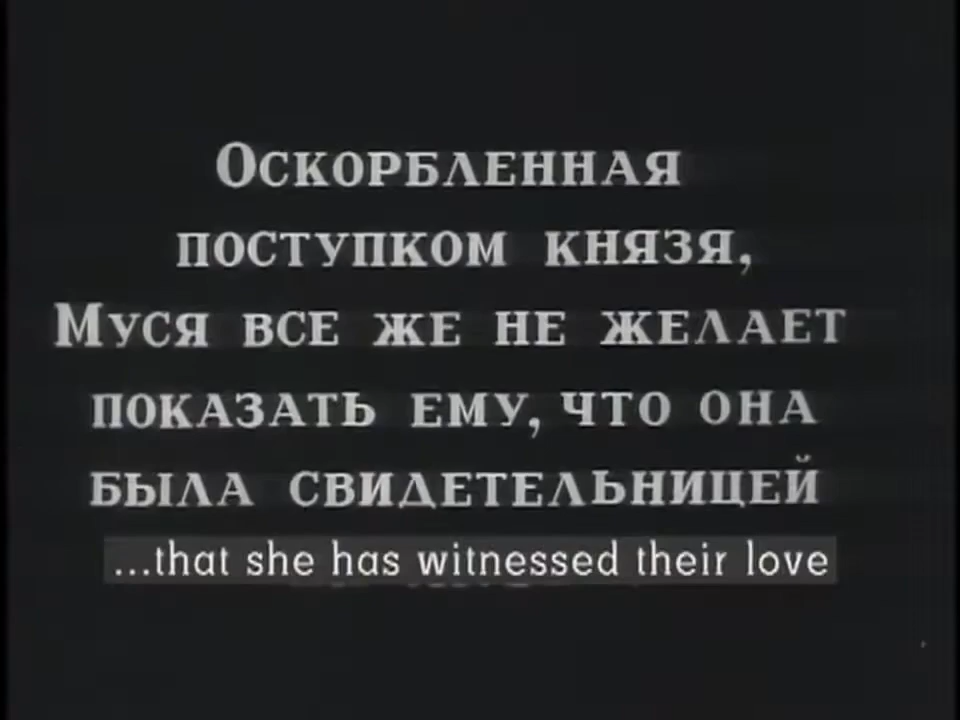 Оскорбленная
поступком князя,
Муся все же не желает
показать ему, что она
была свидетельницей
...that she has witnessed their love